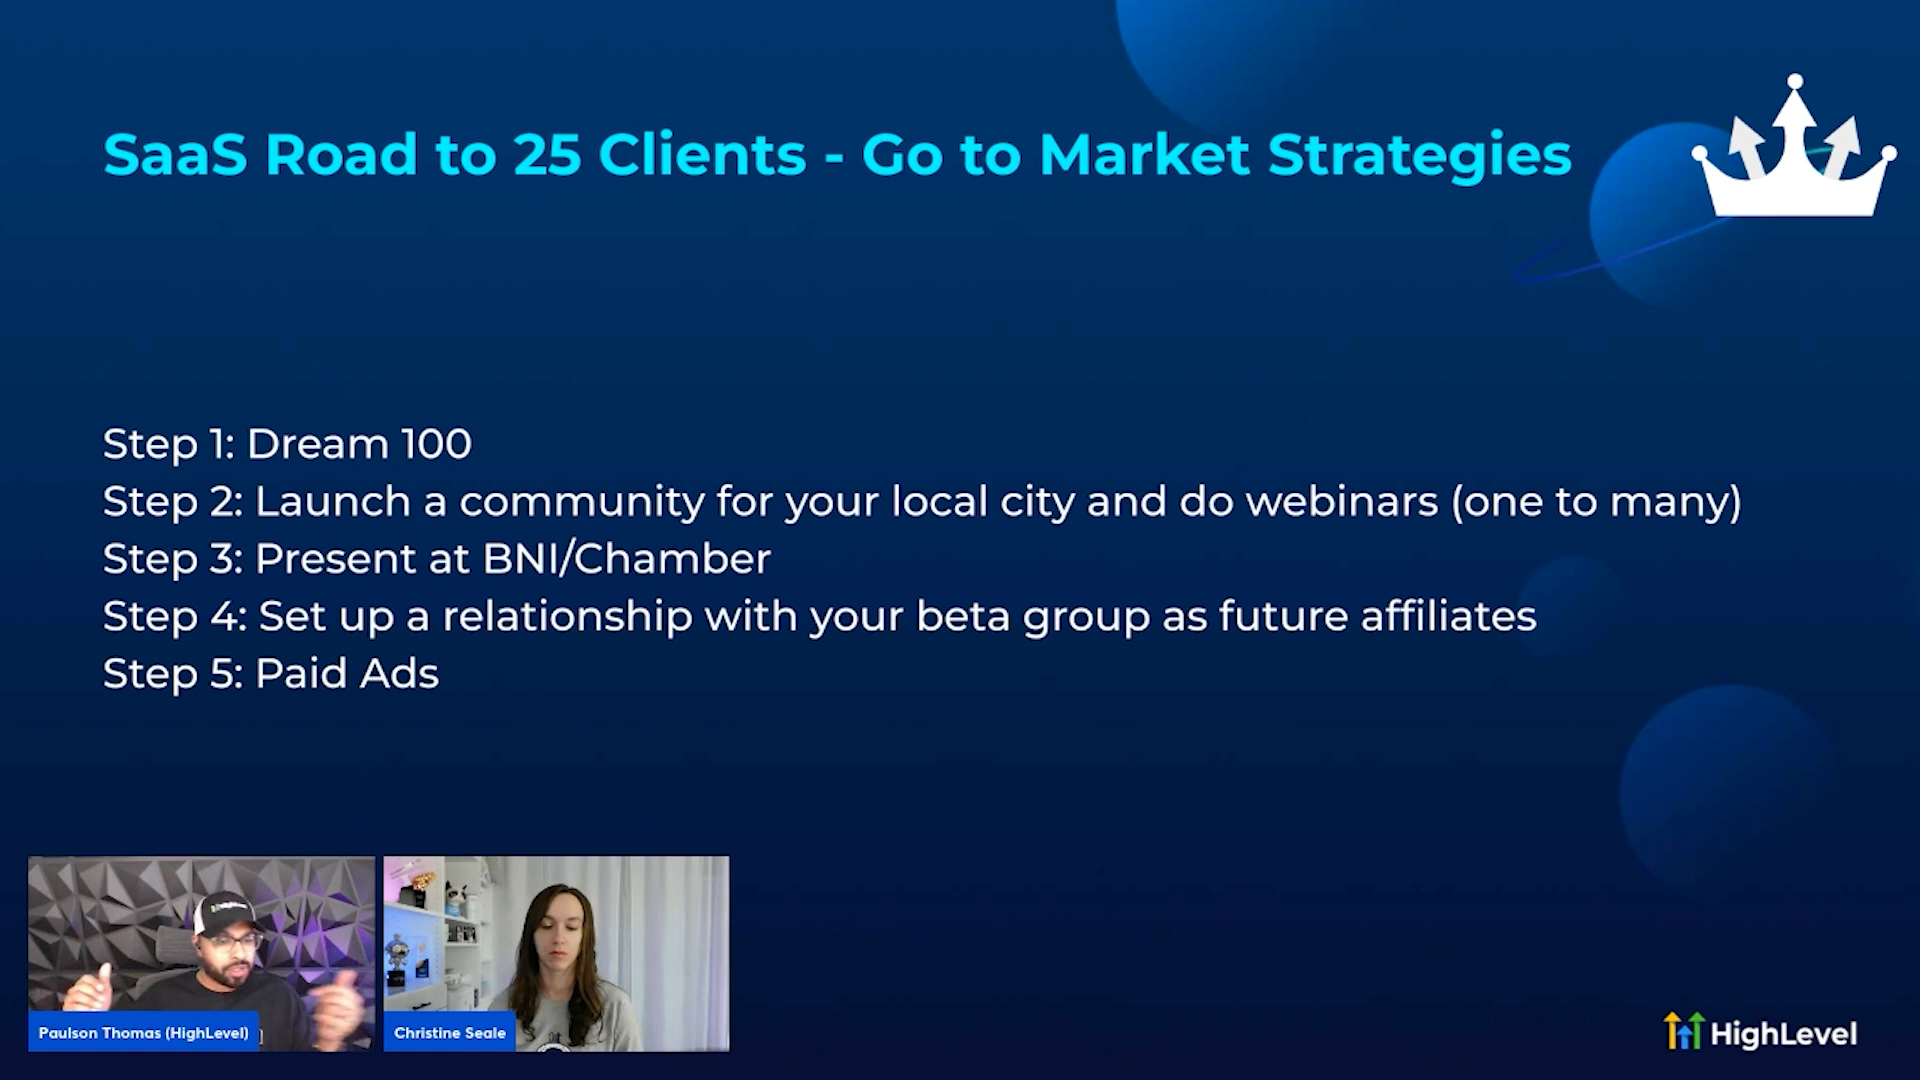 SaaS Road to 25 Clients - Go to Market Strategies
Step 1: Dream 100
Step 2: Launch a community for your local city and do webinars (one to many)
Step 3: Present at BNI/Chamber
Step 4: Set up a relationship with your beta group as future affiliates
Step 5: Paid Ads
Paulson Thomas (HighLevel)
Christine Seale
HighLevel